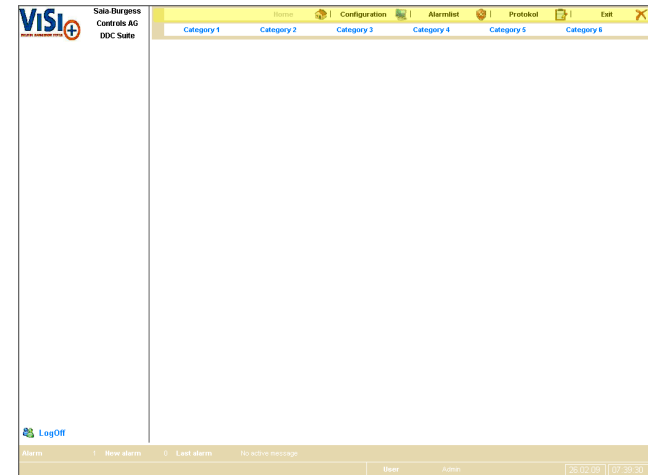 ViSi+
Saia-Burgess
Controls AG
DDC Suite
Home | Configuration | Alarmlist | Protokol | Exit
Category 1 Category 2 Category 3 Category 4 Category 5 Category 6
LogOff
Alarm 1 New alarm 0 Last alarm No active message
User Admin 26.02.09 07:39:30